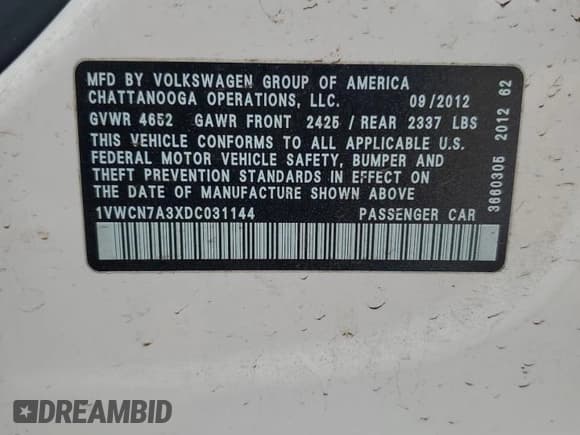 MFD BY VOLKSWAGEN GROUP OF AMERICA
CHATTANOOGA OPERATIONS, LLC. 09/2012
GVWR 4652 GAWR FRONT 2425 / REAR 2337 LBS
THIS VEHICLE CONFORMS TO ALL APPLICABLE U.S.
FEDERAL MOTOR VEHICLE SAFETY, BUMPER AND
THEFT PREVENTION STANDARDS IN EFFECT ON
THE DATE OF MANUFACTURE SHOWN ABOVE
1VWCN7A3XDC031144 PASSENGER CAR
3660305 2012 62
DREAMBID